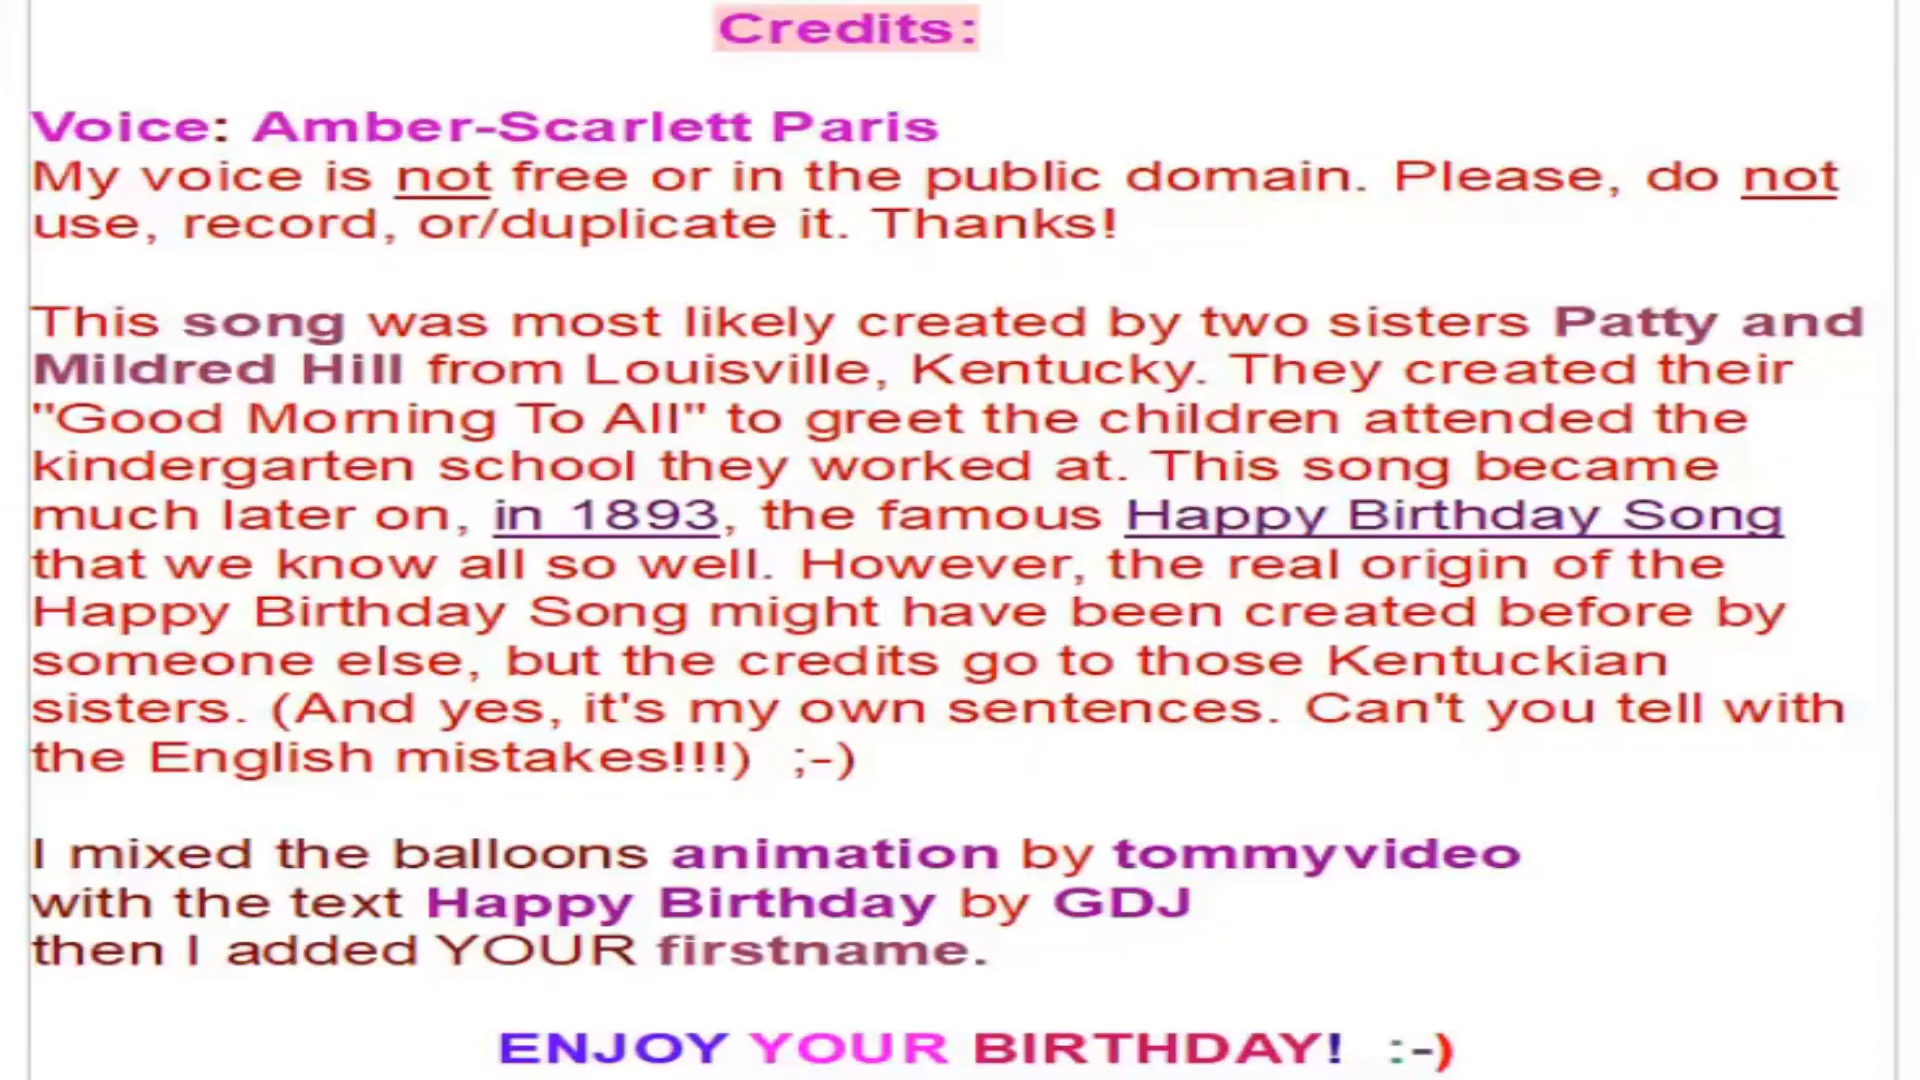 Credits:
Voice: Amber-Scarlett Paris
My voice is not free or in the public domain. Please, do not
use, record, or/duplicate it. Thanks!
This song was most likely created by two sisters Patty and
Mildred Hill from Louisville, Kentucky. They created their
"Good Morning To All" to greet the children attended the
kindergarten school they worked at. This song became
much later on, in 1893, the famous Happy Birthday Song
that we know all so well. However, the real origin of the
Happy Birthday Song might have been created before by
someone else, but the credits go to those Kentuckian
sisters. (And yes, it's my own sentences. Can't you tell with
the English mistakes!!!) ;-)
I mixed the balloons animation by tommyvideo
with the text Happy Birthday by GDJ
then I added YOUR firstname.
ENJOY YOUR BIRTHDAY! :-)